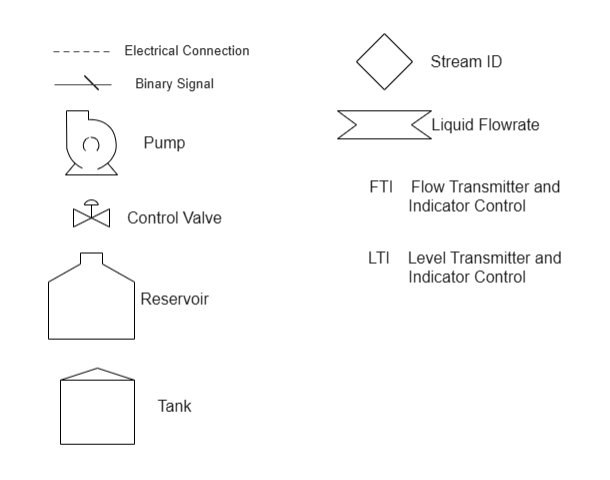 Electrical Connection
Binary Signal
Pump
Control Valve
Reservoir
Tank
Stream ID
Liquid Flowrate
FTI Flow Transmitter and
Indicator Control
LTI Level Transmitter and
Indicator Control